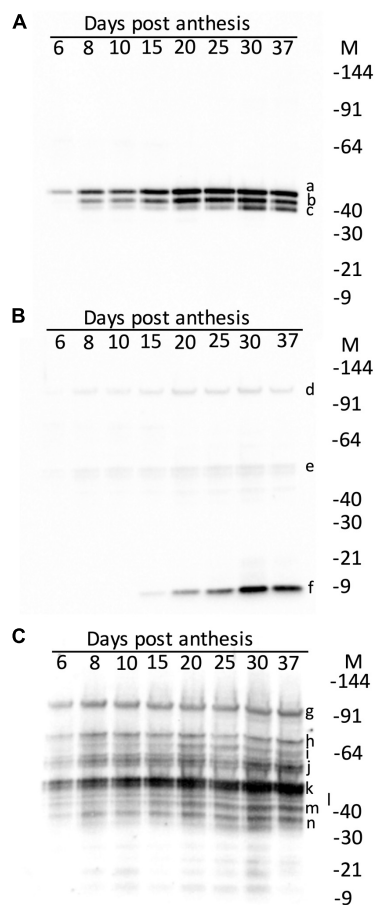 A
Days post anthesis
6 8 10 15 20 25 30 37 M
-144
-91
-64
a
b
c
-40
-30
-21
-9
B
Days post anthesis
6 8 10 15 20 25 30 37 M
-144
d
-91
-64
e
-40
-30
-21
f
-9
C
Days post anthesis
6 8 10 15 20 25 30 37 M
-144
g
-91
h
-64
i
j
k
l
m
-40
n
-30
-21
-9